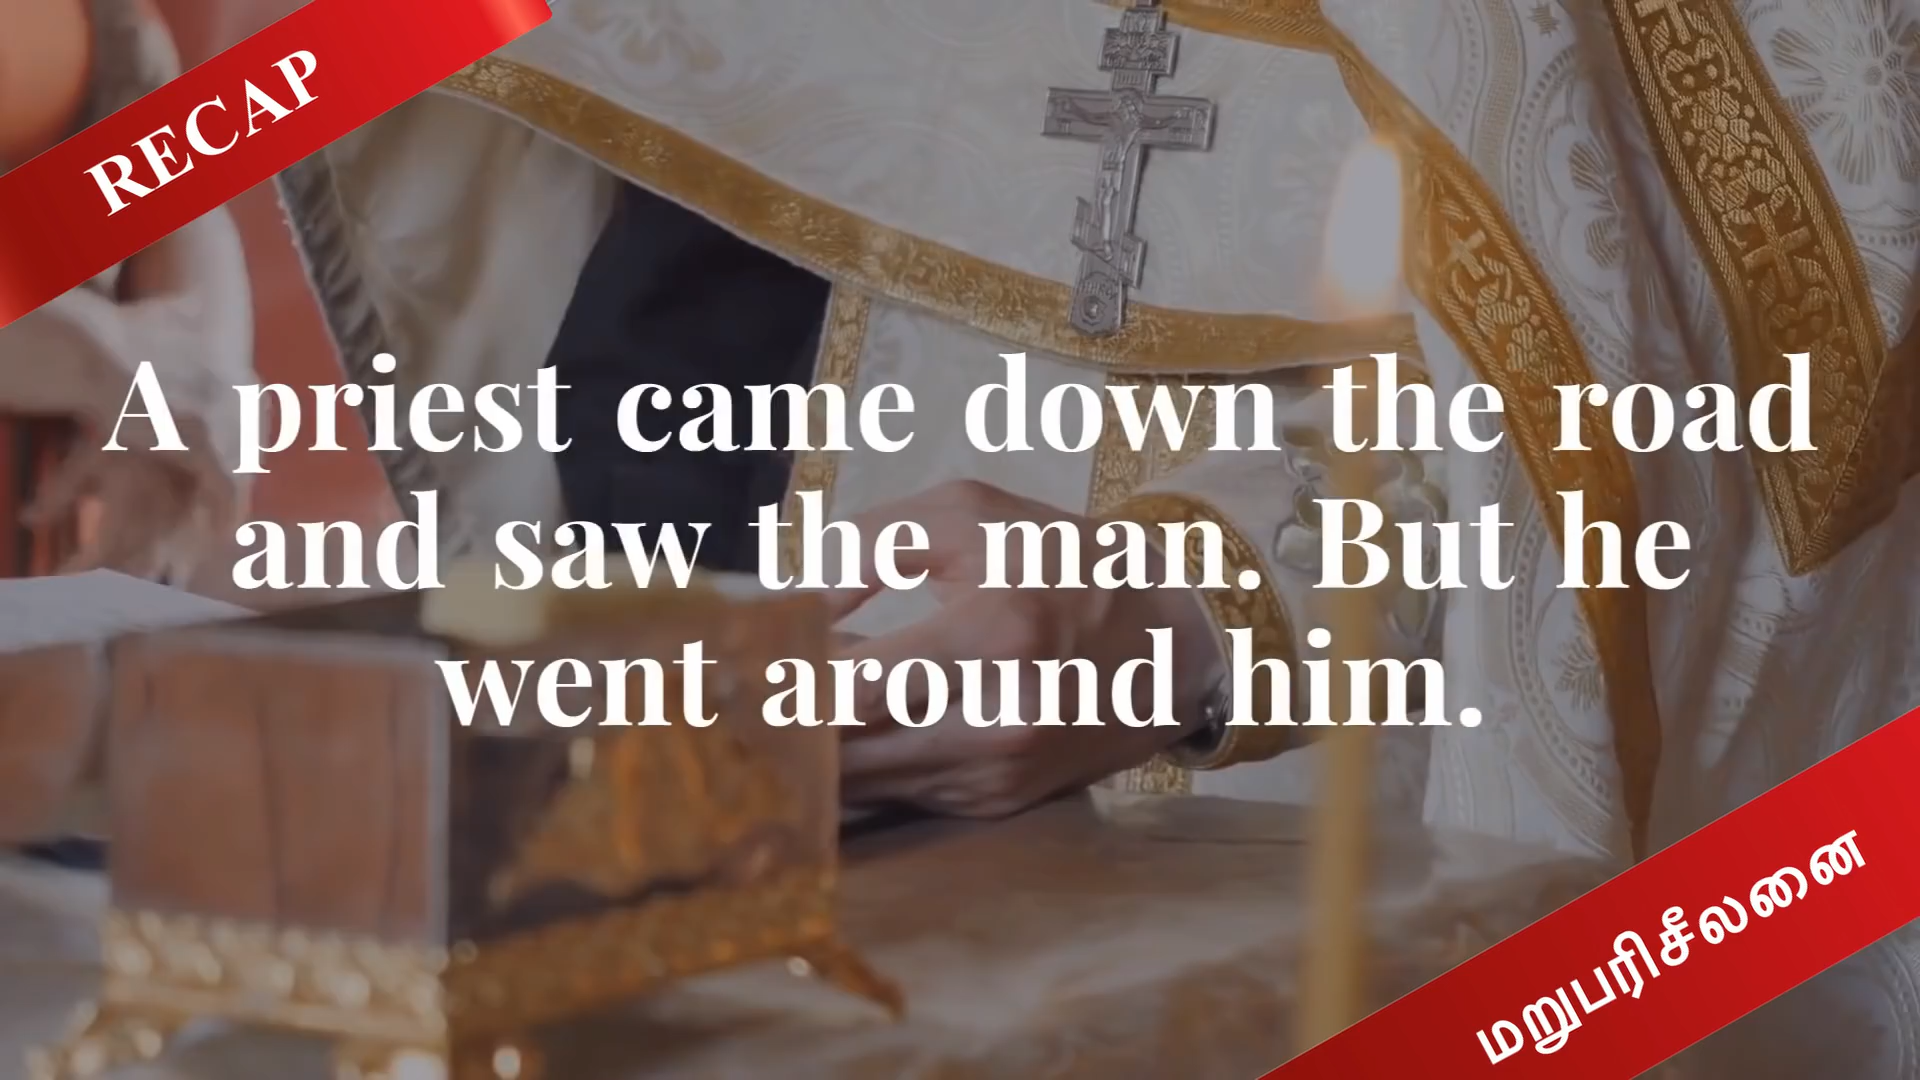 RECAP
A priest came down the road
and saw the man. But he
went around him.
மறுபரிசீலனை